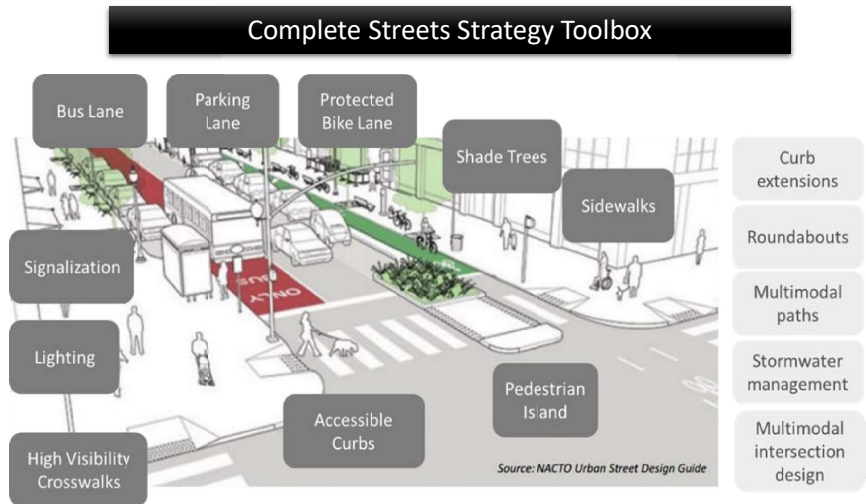 Complete Streets Strategy Toolbox
Bus Lane
Parking
Lane
Protected
Bike Lane
Shade Trees
Sidewalks
Curb
extensions
Roundabouts
Signalization
Multimodal
paths
ONLY
BUS
Lighting
Stormwater
management
Pedestrian
Island
Accessible
Curbs
Multimodal
intersection
design
High Visibility
Crosswalks
Source: NACTO Urban Street Design Guide